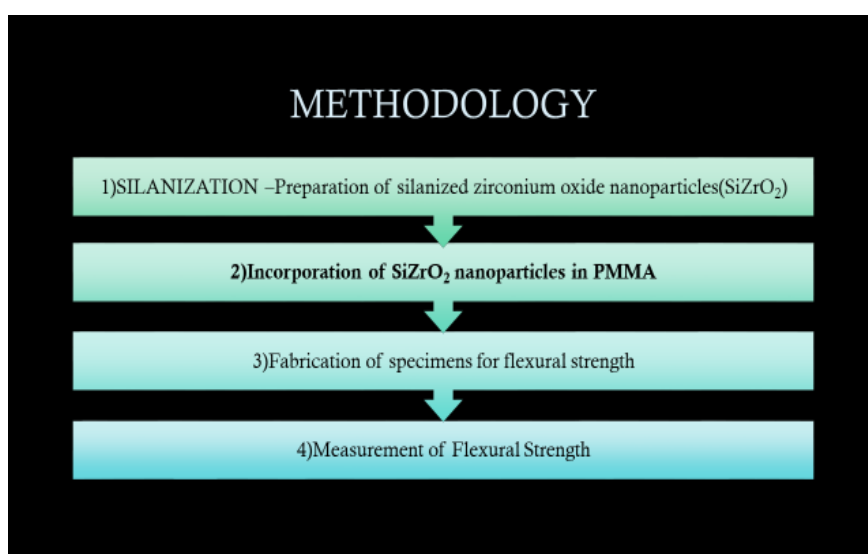 METHODOLOGY
1)SILANIZATION –Preparation of silanized zirconium oxide nanoparticles(SiZrO₂)
2)Incorporation of SiZrO₂ nanoparticles in PMMA
3)Fabrication of specimens for flexural strength
4)Measurement of Flexural Strength